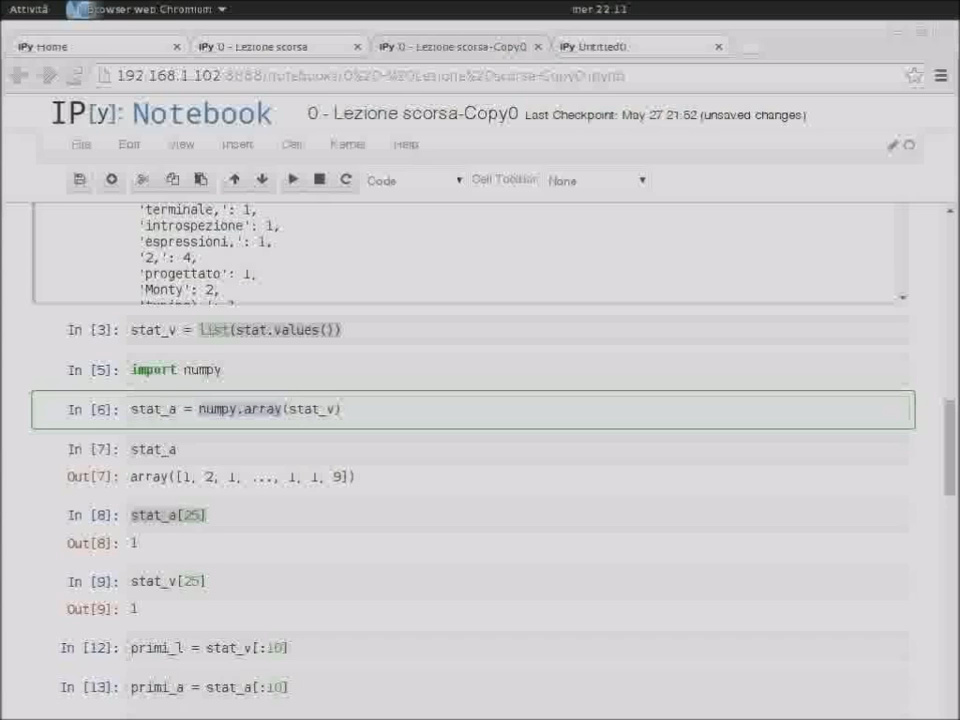 Attività Browser web Chromium mer 22.11
IPy Home IPy 0 - Lezione scorsa IPy 0 - Lezione scorsa-Copy0 IPy Untitled0
192.168.1.102:8888/notebooks/0%20-%20Lezione%20scorsa-Copy0.ipynb
IP[y]: Notebook 0 - Lezione scorsa-Copy0 Last Checkpoint: May 27 21:52 (unsaved changes)
File Edit View Insert Cell Kernel Help
Code Cell Toolbar: None
'terminale,': 1,
'introspezione': 1,
'espressioni,': 1,
'2,': 4,
'progettato': 1,
'Monty': 2,
In [3]: stat_v = list(stat.values())
In [5]: import numpy
In [6]: stat_a = numpy.array(stat_v)
In [7]: stat_a
Out[7]: array([1, 2, 1, ..., 1, 1, 9])
In [8]: stat_a[25]
Out[8]: 1
In [9]: stat_v[25]
Out[9]: 1
In [12]: primi_l = stat_v[:10]
In [13]: primi_a = stat_a[:10]